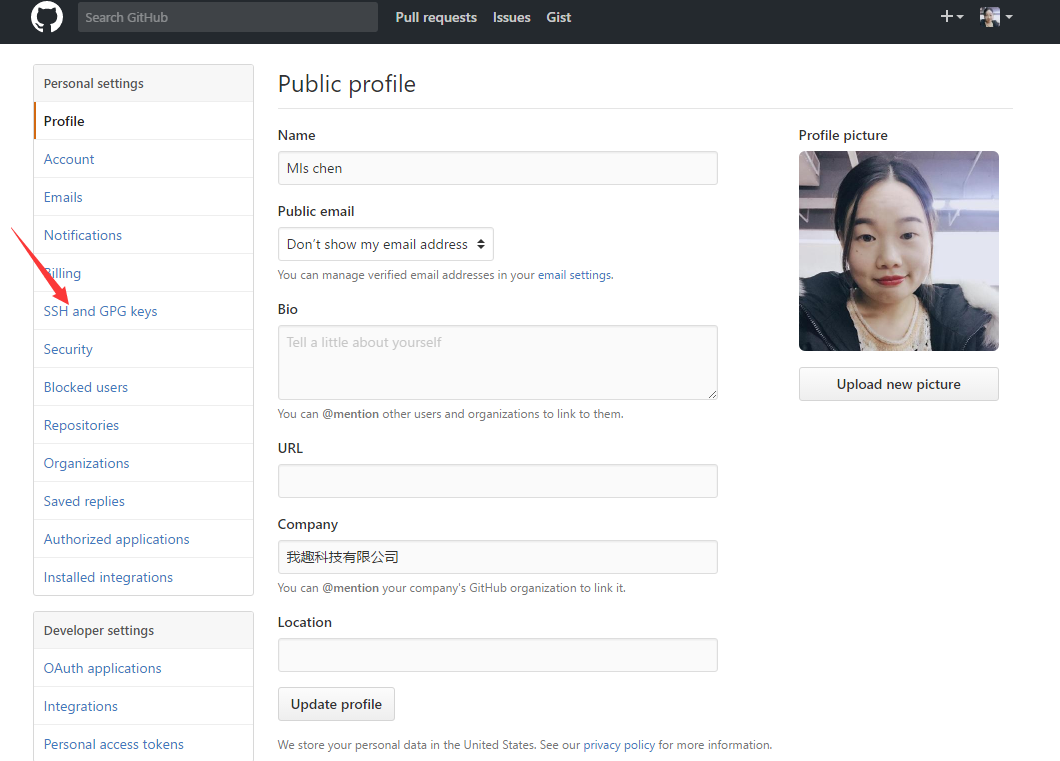 Search GitHub
Pull requests
Issues
Gist
Personal settings
Profile
Account
Emails
Notifications
Billing
SSH and GPG keys
Security
Blocked users
Repositories
Organizations
Saved replies
Authorized applications
Installed integrations
Developer settings
OAuth applications
Integrations
Personal access tokens
Public profile
Name
MIs chen
Public email
Don't show my email address
You can manage verified email addresses in your email settings.
Bio
Tell a little about yourself
You can @mention other users and organizations to link to them.
URL
Company
我趣科技有限公司
You can @mention your company's GitHub organization to link it.
Location
Update profile
We store your personal data in the United States. See our privacy policy for more information.
Profile picture
Upload new picture